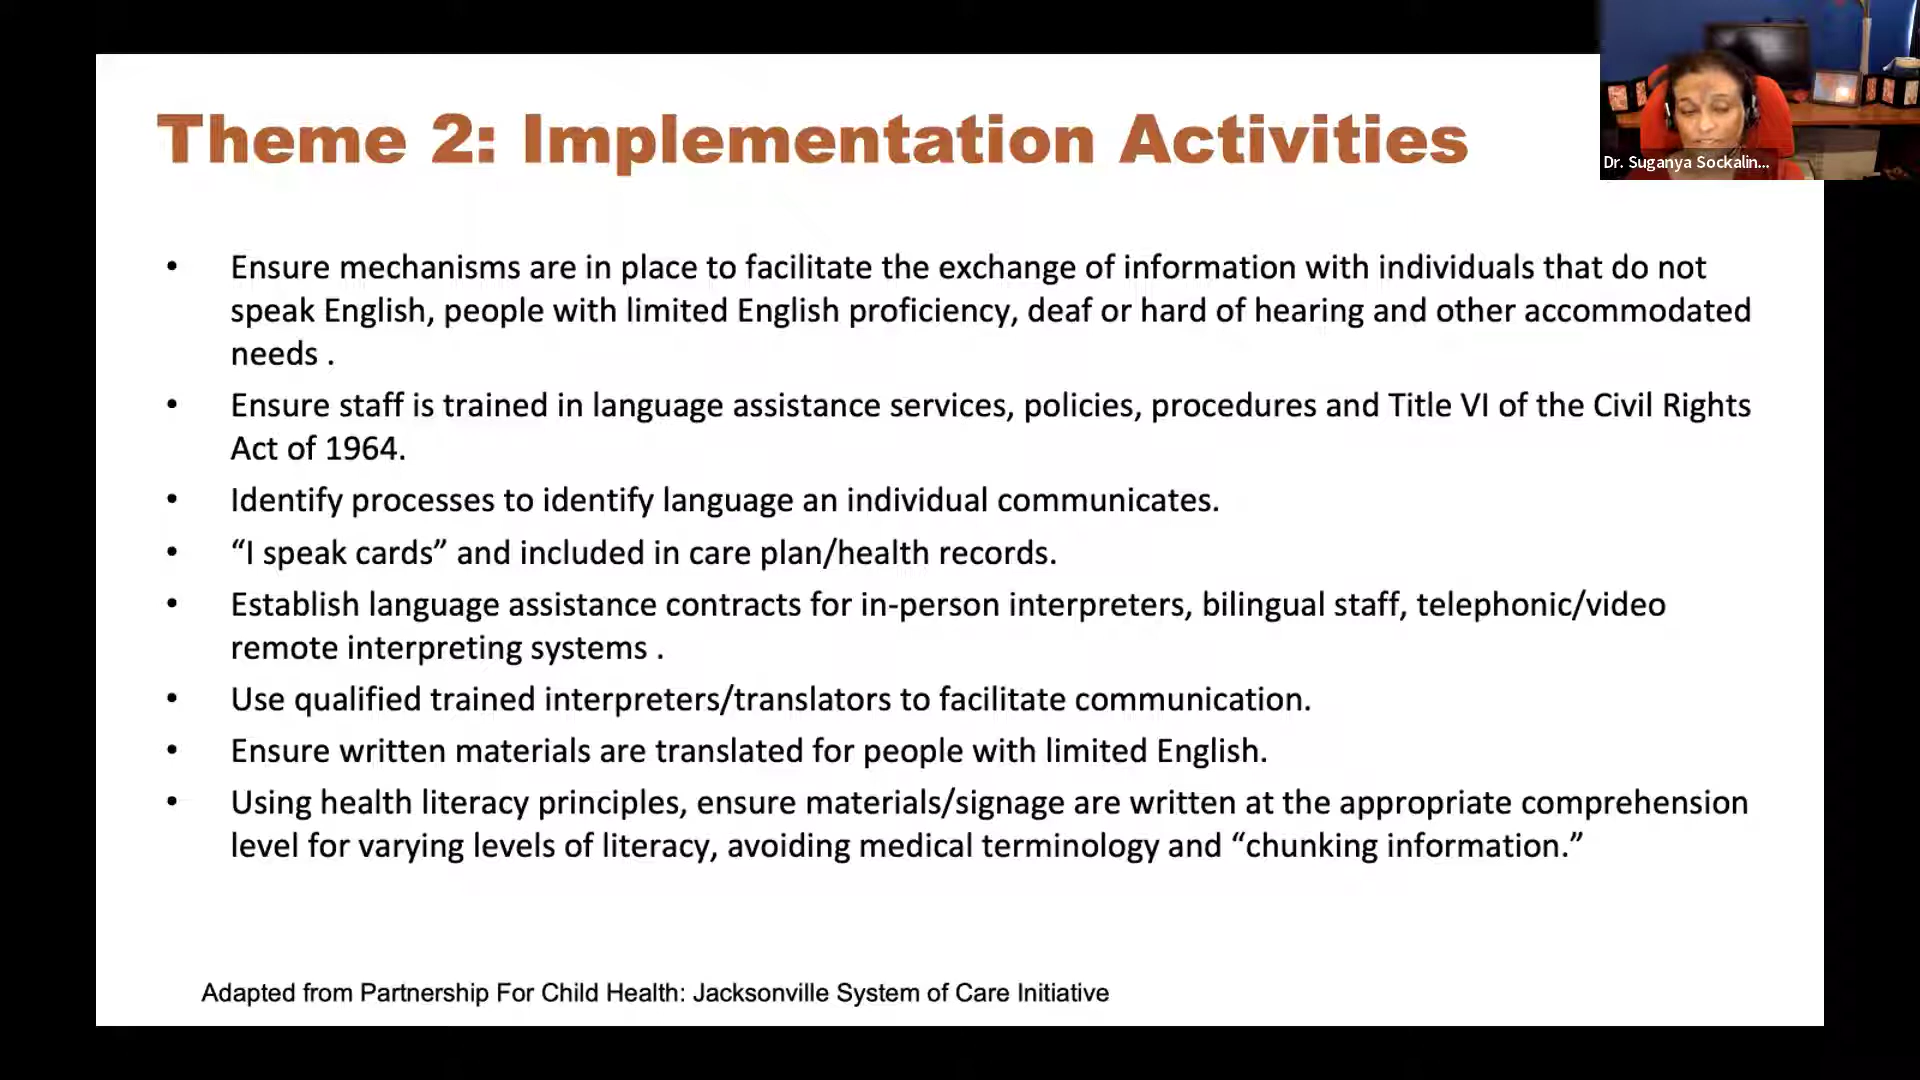 Theme 2: Implementation Activities
Dr. Suganya Sockalin...
• Ensure mechanisms are in place to facilitate the exchange of information with individuals that do not
speak English, people with limited English proficiency, deaf or hard of hearing and other accommodated
needs .
• Ensure staff is trained in language assistance services, policies, procedures and Title VI of the Civil Rights
Act of 1964.
• Identify processes to identify language an individual communicates.
• “I speak cards” and included in care plan/health records.
• Establish language assistance contracts for in-person interpreters, bilingual staff, telephonic/video
remote interpreting systems .
• Use qualified trained interpreters/translators to facilitate communication.
• Ensure written materials are translated for people with limited English.
• Using health literacy principles, ensure materials/signage are written at the appropriate comprehension
level for varying levels of literacy, avoiding medical terminology and “chunking information.”
Adapted from Partnership For Child Health: Jacksonville System of Care Initiative